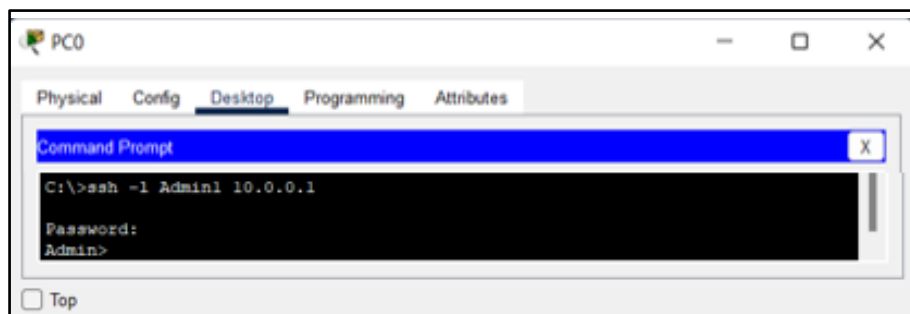 PC0
Physical Config Desktop Programming Attributes
Command Prompt X
C:\>ssh -l Admin1 10.0.0.1
Password:
Admin>
Top